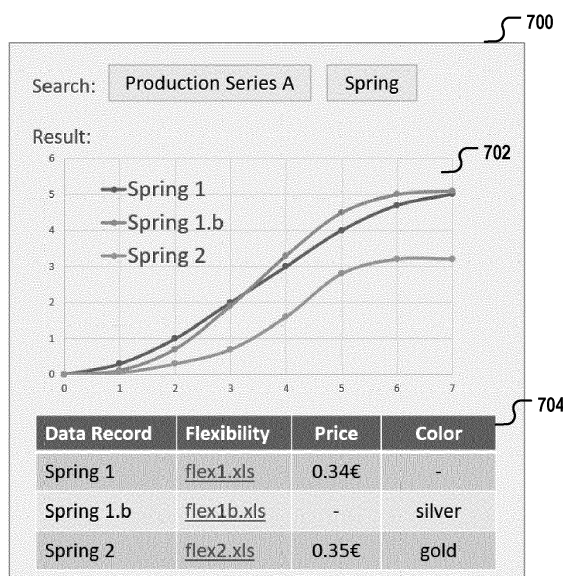 700
Search: Production Series A Spring
Result:
702
6
5
4
3
2
1
0
Spring 1
Spring 1.b
Spring 2
0 1 2 3 4 5 6 7
704
Data Record Flexibility Price Color
Spring 1 flex1.xls 0.34€ -
Spring 1.b flex1b.xls - silver
Spring 2 flex2.xls 0.35€ gold